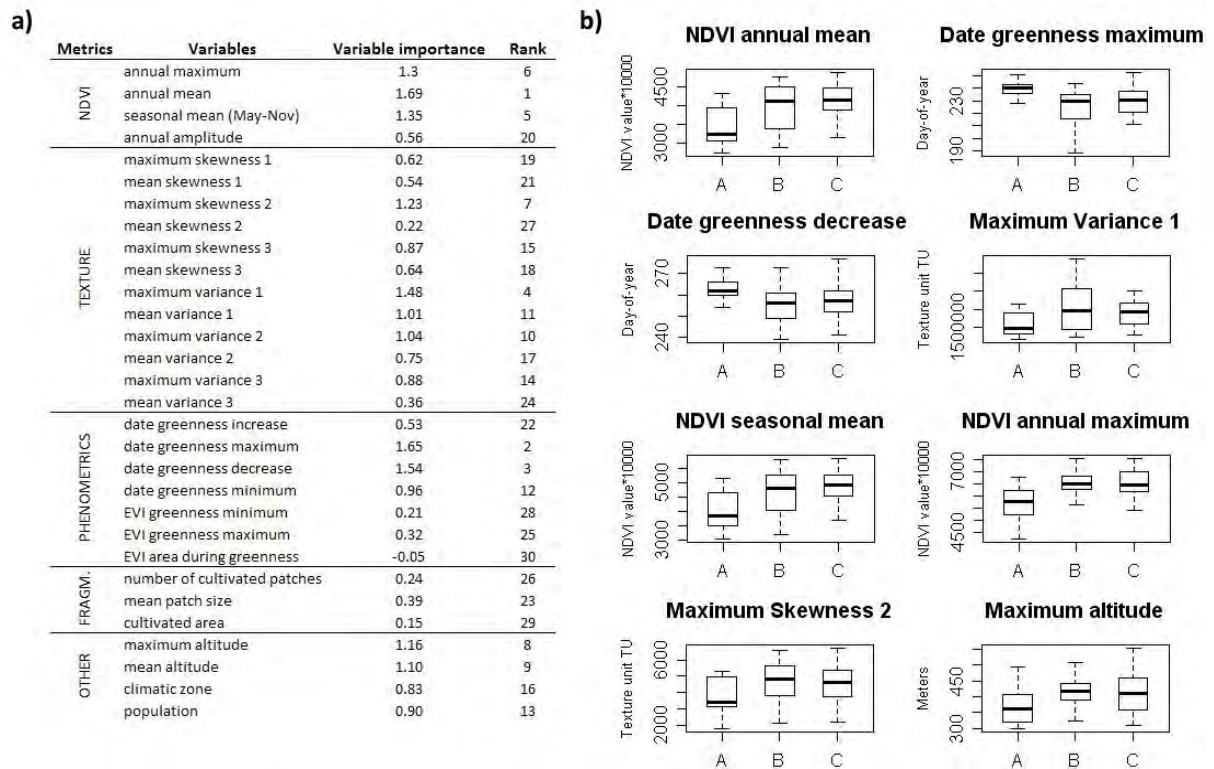 a)
Metrics Variables Variable importance Rank
NDVI
annual maximum 1.3 6
annual mean 1.69 1
seasonal mean (May-Nov) 1.35 5
annual amplitude 0.56 20
TEXTURE
maximum skewness 1 0.62 19
mean skewness 1 0.54 21
maximum skewness 2 1.23 7
mean skewness 2 0.22 27
maximum skewness 3 0.87 15
mean skewness 3 0.64 18
maximum variance 1 1.48 4
mean variance 1 1.01 11
maximum variance 2 1.04 10
mean variance 2 0.75 17
maximum variance 3 0.88 14
mean variance 3 0.36 24
PHENOMETRICS
date greenness increase 0.53 22
date greenness maximum 1.65 2
date greenness decrease 1.54 3
date greenness minimum 0.96 12
EVI greenness minimum 0.21 28
EVI greenness maximum 0.32 25
EVI area during greenness -0.05 30
FRAGM.
number of cultivated patches 0.24 26
mean patch size 0.39 23
cultivated area 0.15 29
OTHER
maximum altitude 1.16 8
mean altitude 1.10 9
climatic zone 0.83 16
population 0.90 13
b)
NDVI annual mean
NDVI value*10000
4500
3000
A B C
Date greenness maximum
Day-of-year
230
190
A B C
Date greenness decrease
Day-of-year
270
240
A B C
Maximum Variance 1
Texture unit TU
1500000
A B C
NDVI seasonal mean
NDVI value*10000
5000
3000
A B C
NDVI annual maximum
NDVI value*10000
7000
4500
A B C
Maximum Skewness 2
Texture unit TU
6000
2000
A B C
Maximum altitude
Meters
450
300
A B C